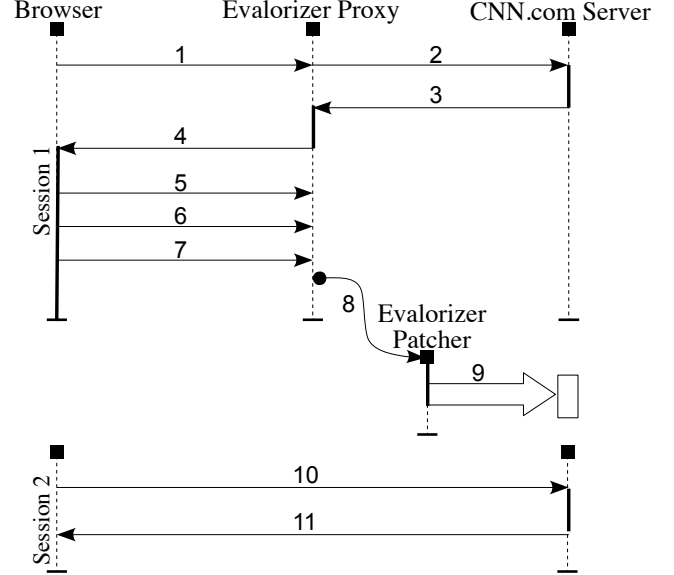 Browser
Evalorizer Proxy
CNN.com Server
1
2
3
4
Session 1
5
6
7
8
Evalorizer
Patcher
9
Session 2
10
11